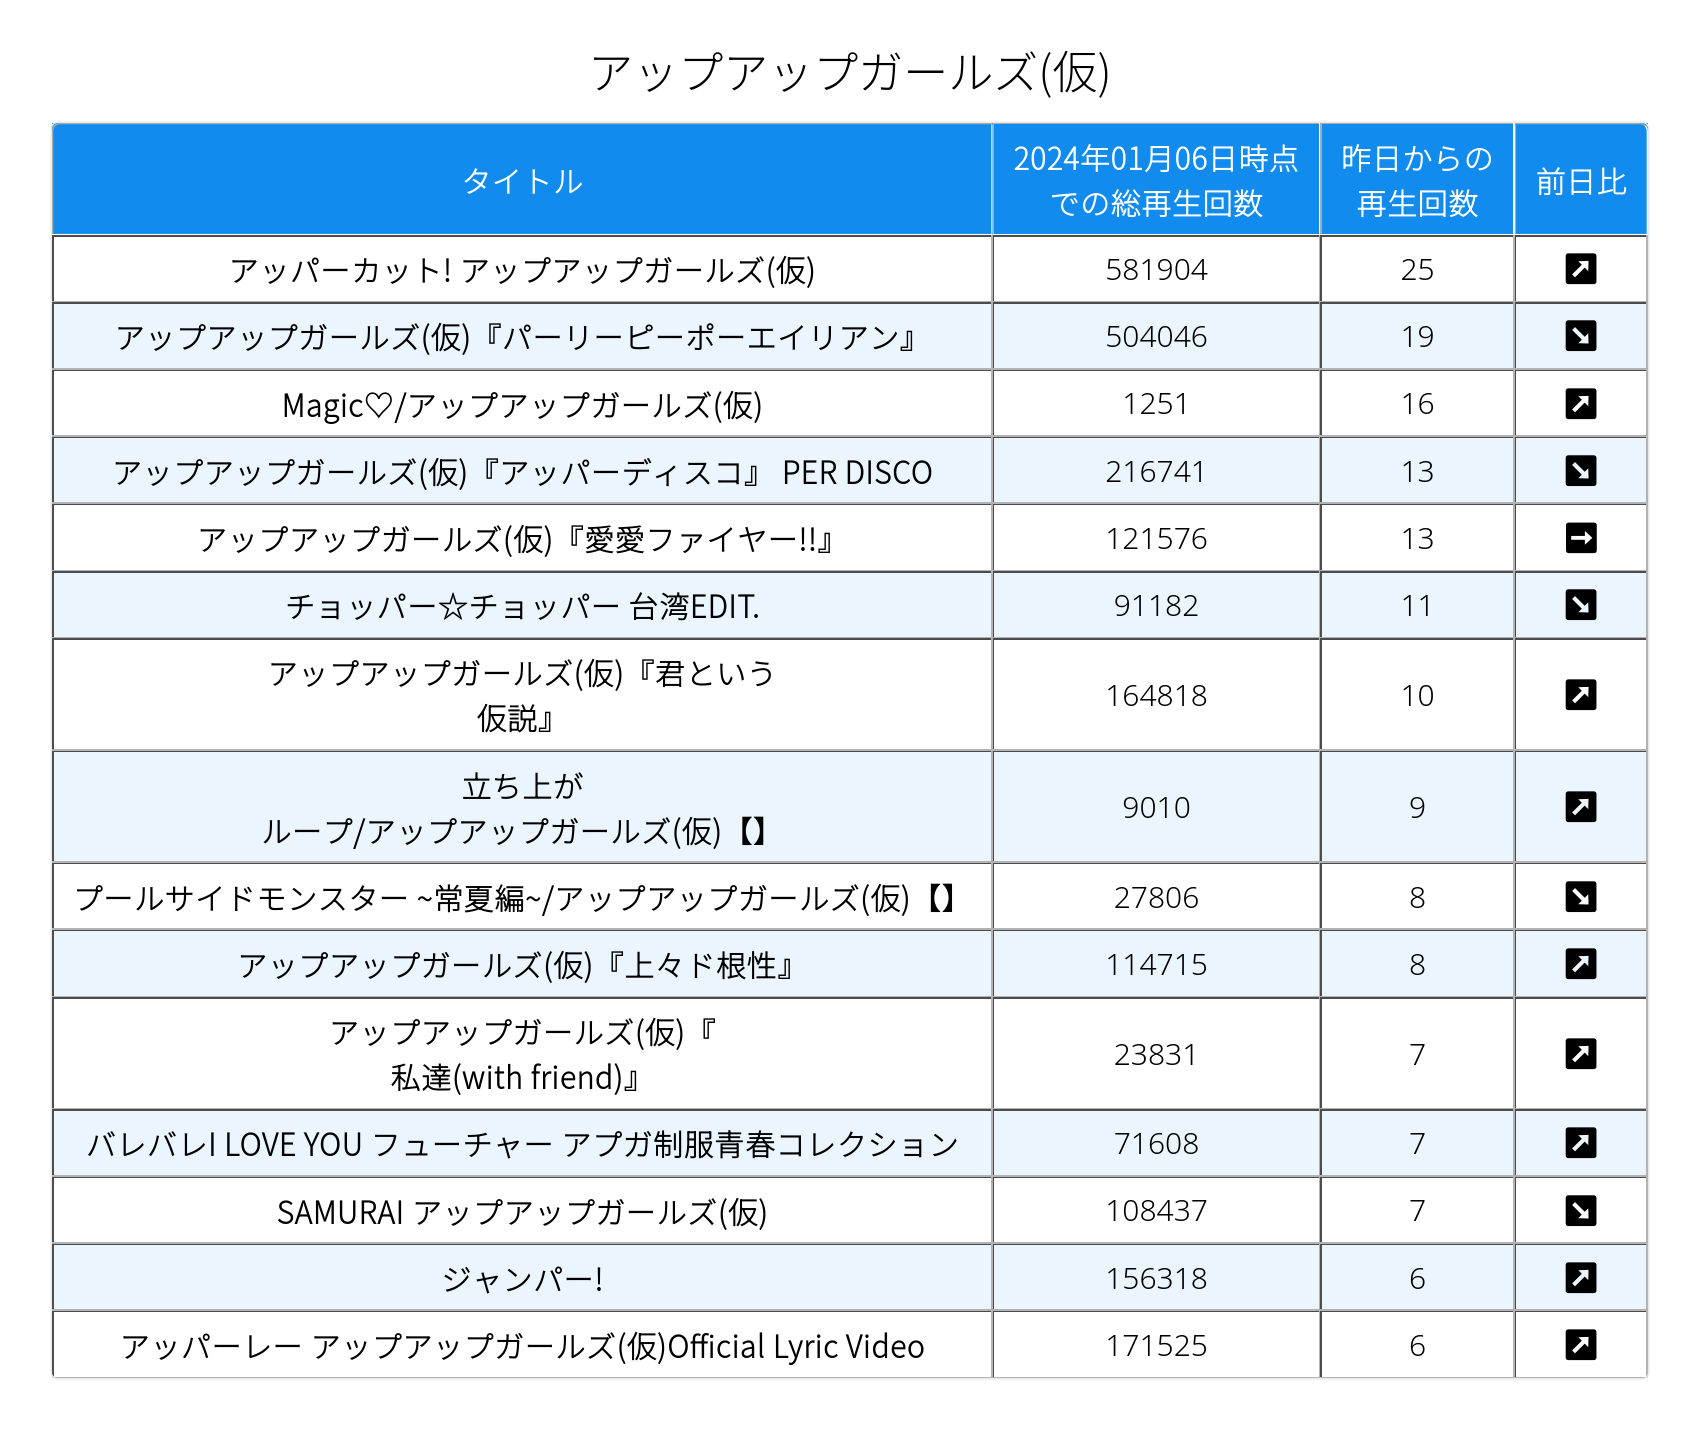 アップアップガールズ(仮)
タイトル
2024年01月06日時点
での総再生回数
昨日からの
再生回数
前日比
アッパーカット! アップアップガールズ(仮)
581904
25
アップアップガールズ(仮)『パーリーピーポーエイリアン』
504046
19
Magic♡/アップアップガールズ(仮)
1251
16
アップアップガールズ(仮)『アッパーディスコ』 PER DISCO
216741
13
アップアップガールズ(仮)『愛愛ファイヤー!!』
121576
13
チョッパー☆チョッパー 台湾EDIT.
91182
11
アップアップガールズ(仮)『君という
仮説』
164818
10
立ち上が
ループ/アップアップガールズ(仮)【】
9010
9
プールサイドモンスター ~常夏編~/アップアップガールズ(仮)【】
27806
8
アップアップガールズ(仮)『上々ド根性』
114715
8
アップアップガールズ(仮)『
私達(with friend)』
23831
7
バレバレI LOVE YOU フューチャー アプガ制服青春コレクション
71608
7
SAMURAI アップアップガールズ(仮)
108437
7
ジャンパー!
156318
6
アッパーレー アップアップガールズ(仮)Official Lyric Video
171525
6